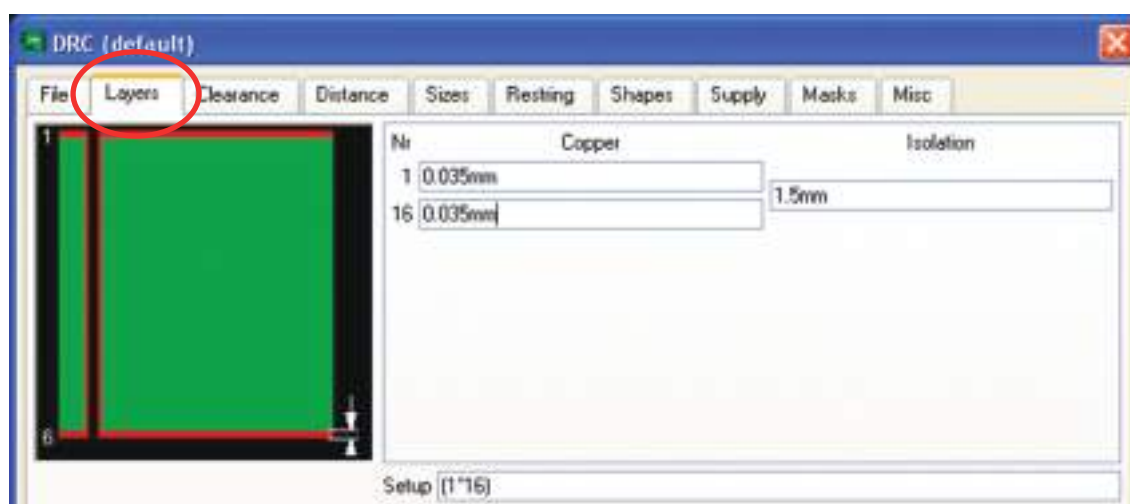 DRC (default)
File Layers Clearance Distance Sizes Restring Shapes Supply Masks Misc
1
Nr Copper Isolation
1 0.035mm
1.5mm
16 0.035mm
6
Setup (1*16)